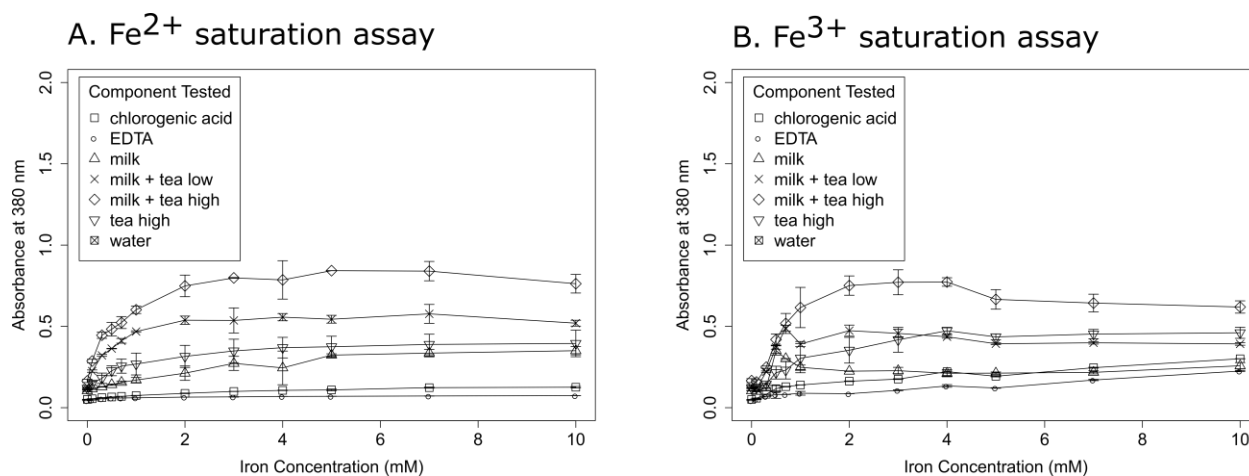 A. Fe2+ saturation assay
2.0
1.5
1.0
0.5
0.0
Absorbance at 380 nm
Component Tested
chlorogenic acid
EDTA
milk
milk + tea low
milk + tea high
tea high
water
0 2 4 6 8 10
Iron Concentration (mM)
B. Fe3+ saturation assay
2.0
1.5
1.0
0.5
0.0
Absorbance at 380 nm
Component Tested
chlorogenic acid
EDTA
milk
milk + tea low
milk + tea high
tea high
water
0 2 4 6 8 10
Iron Concentration (mM)